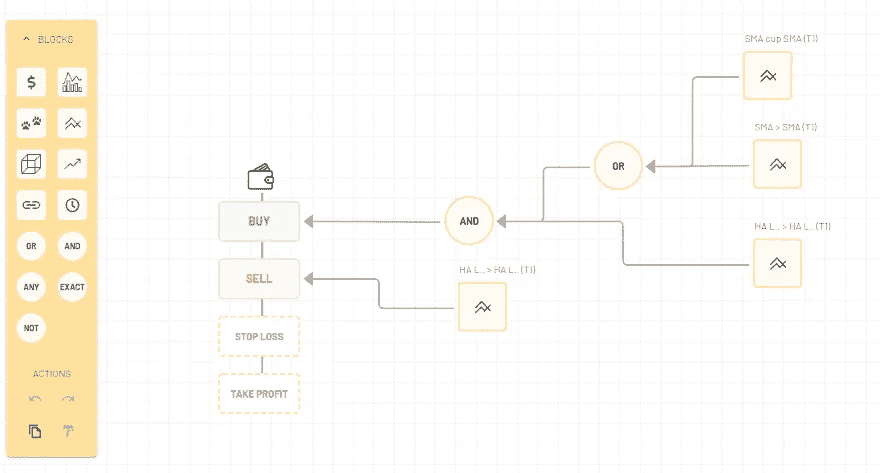 BLOCKS
$
OR
AND
ANY
EXACT
NOT
ACTIONS
BUY
SELL
STOP LOSS
TAKE PROFIT
AND
HA L.. > HA L.. (T1)
OR
SMA cup SMA (T1)
SMA > SMA (T1)
HA L.. > HA L.. (T1)